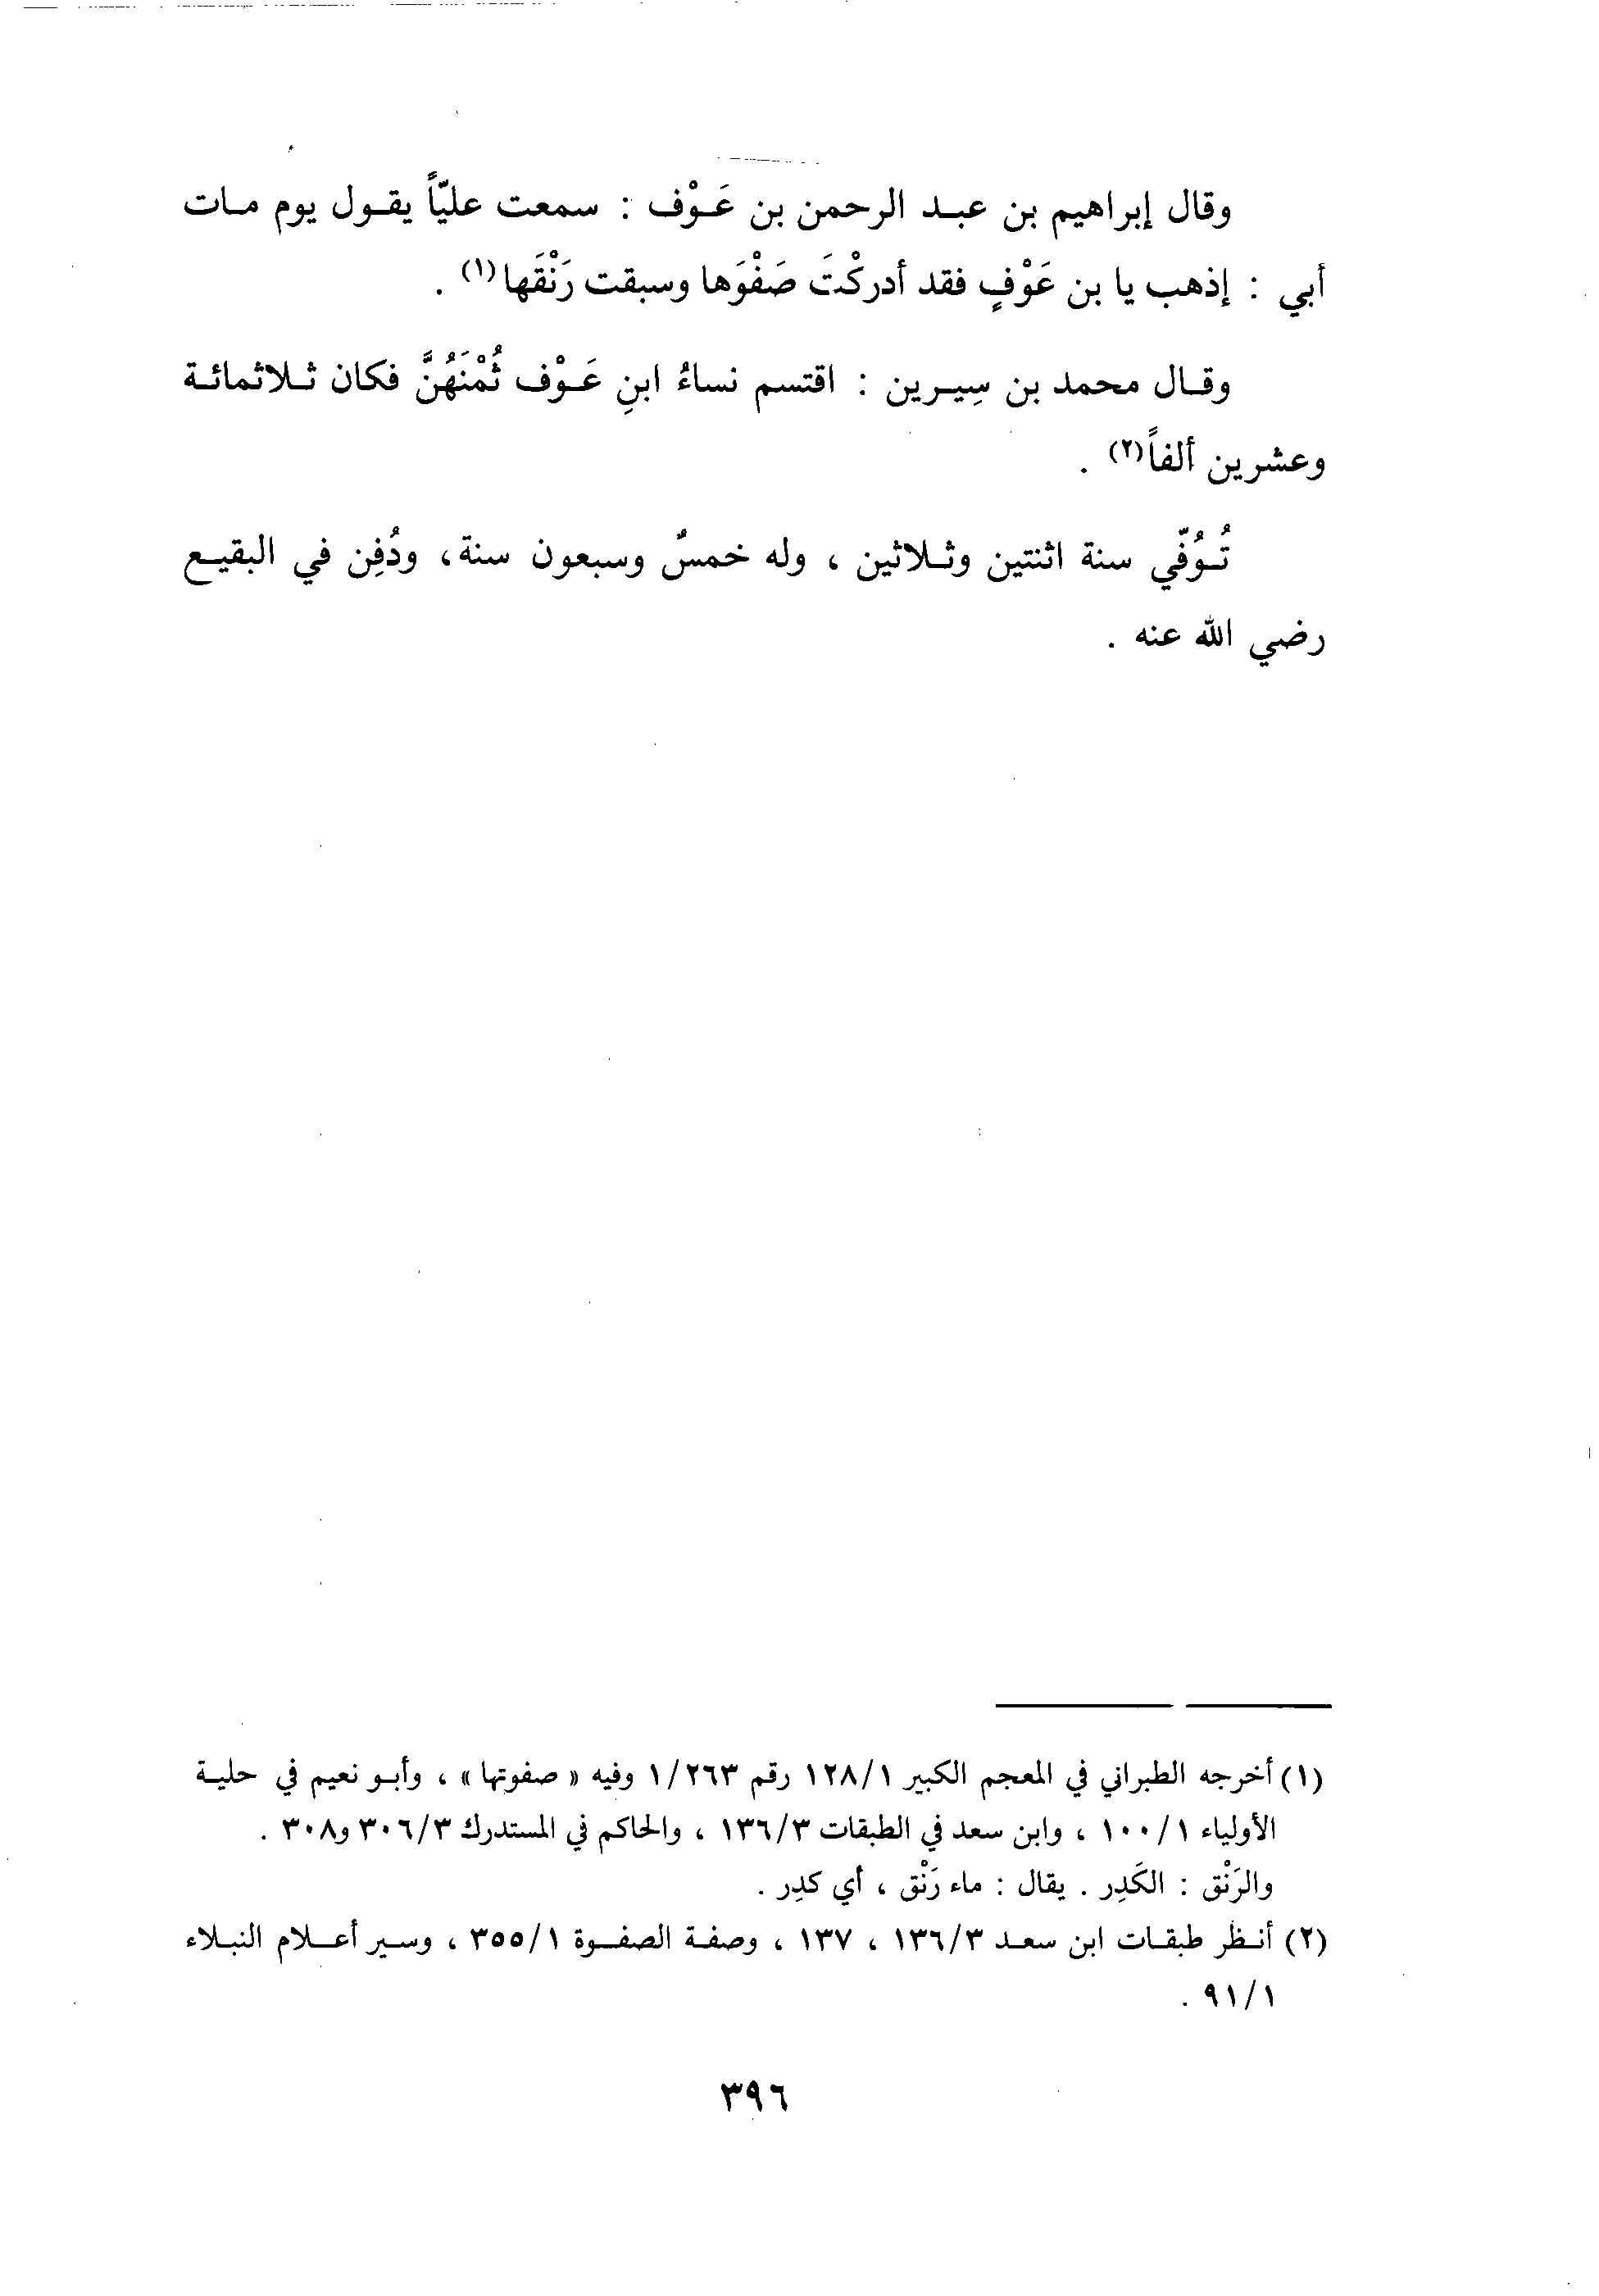 وقال إبراهيم بن عبد الرحمن بن عَوْف : سمعت عليّاً يقول يوم مات
أبي : إذهب يا بن عَوْفٍ فقد أدركْتَ صَفْوَها وسبقت رَنْقَها(١) .
وقال محمد بن سِيرين : اقتسم نساءُ ابنِ عَوْف ثُمْنَهُنَّ فكان ثلاثمائة
وعشرين ألفاً(٢) .
تُوُفّي سنة اثنتين وثلاثين ، وله خمسٌ وسبعون سنة ، ودُفِن في البقيع
رضي الله عنه .
(١) أخرجه الطبراني في المعجم الكبير ١٢٨/١ رقم ١/٢٦٣ وفيه « صفوتها » ، وأبو نعيم في حلية
الأولياء ١٠٠/١ ، وابن سعد في الطبقات ١٣٦/٣ ، والحاكم في المستدرك ٣٠٦/٣ و٣٠٨ .
والرَنْق : الكَدِر . يقال : ماء رَنْق ، أي كدِر .
(٢) أنظر طبقات ابن سعد ١٣٦/٣ ، ١٣٧ ، وصفة الصفوة ٣٥٥/١ ، وسير أعلام النبلاء
٩١/١ .
٣٩٦